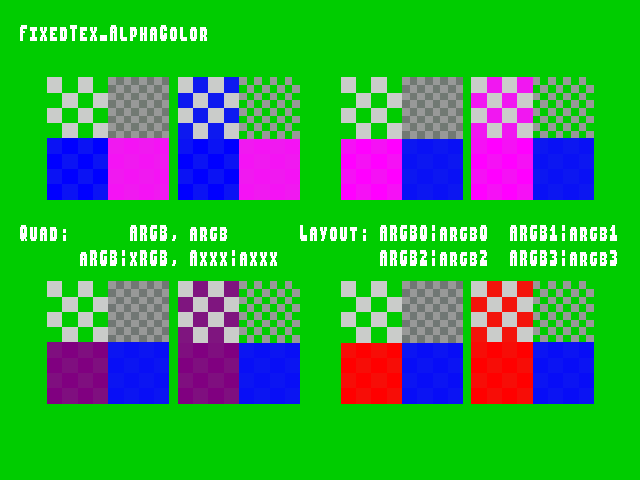 FixedTex_AlphaColor
Quad: ARGB, argb Layout: ARGB0¦argb0 ARGB1¦argb1
aRGB¦xRGB, Axxx¦axxx ARGB2¦argb2 ARGB3¦argb3